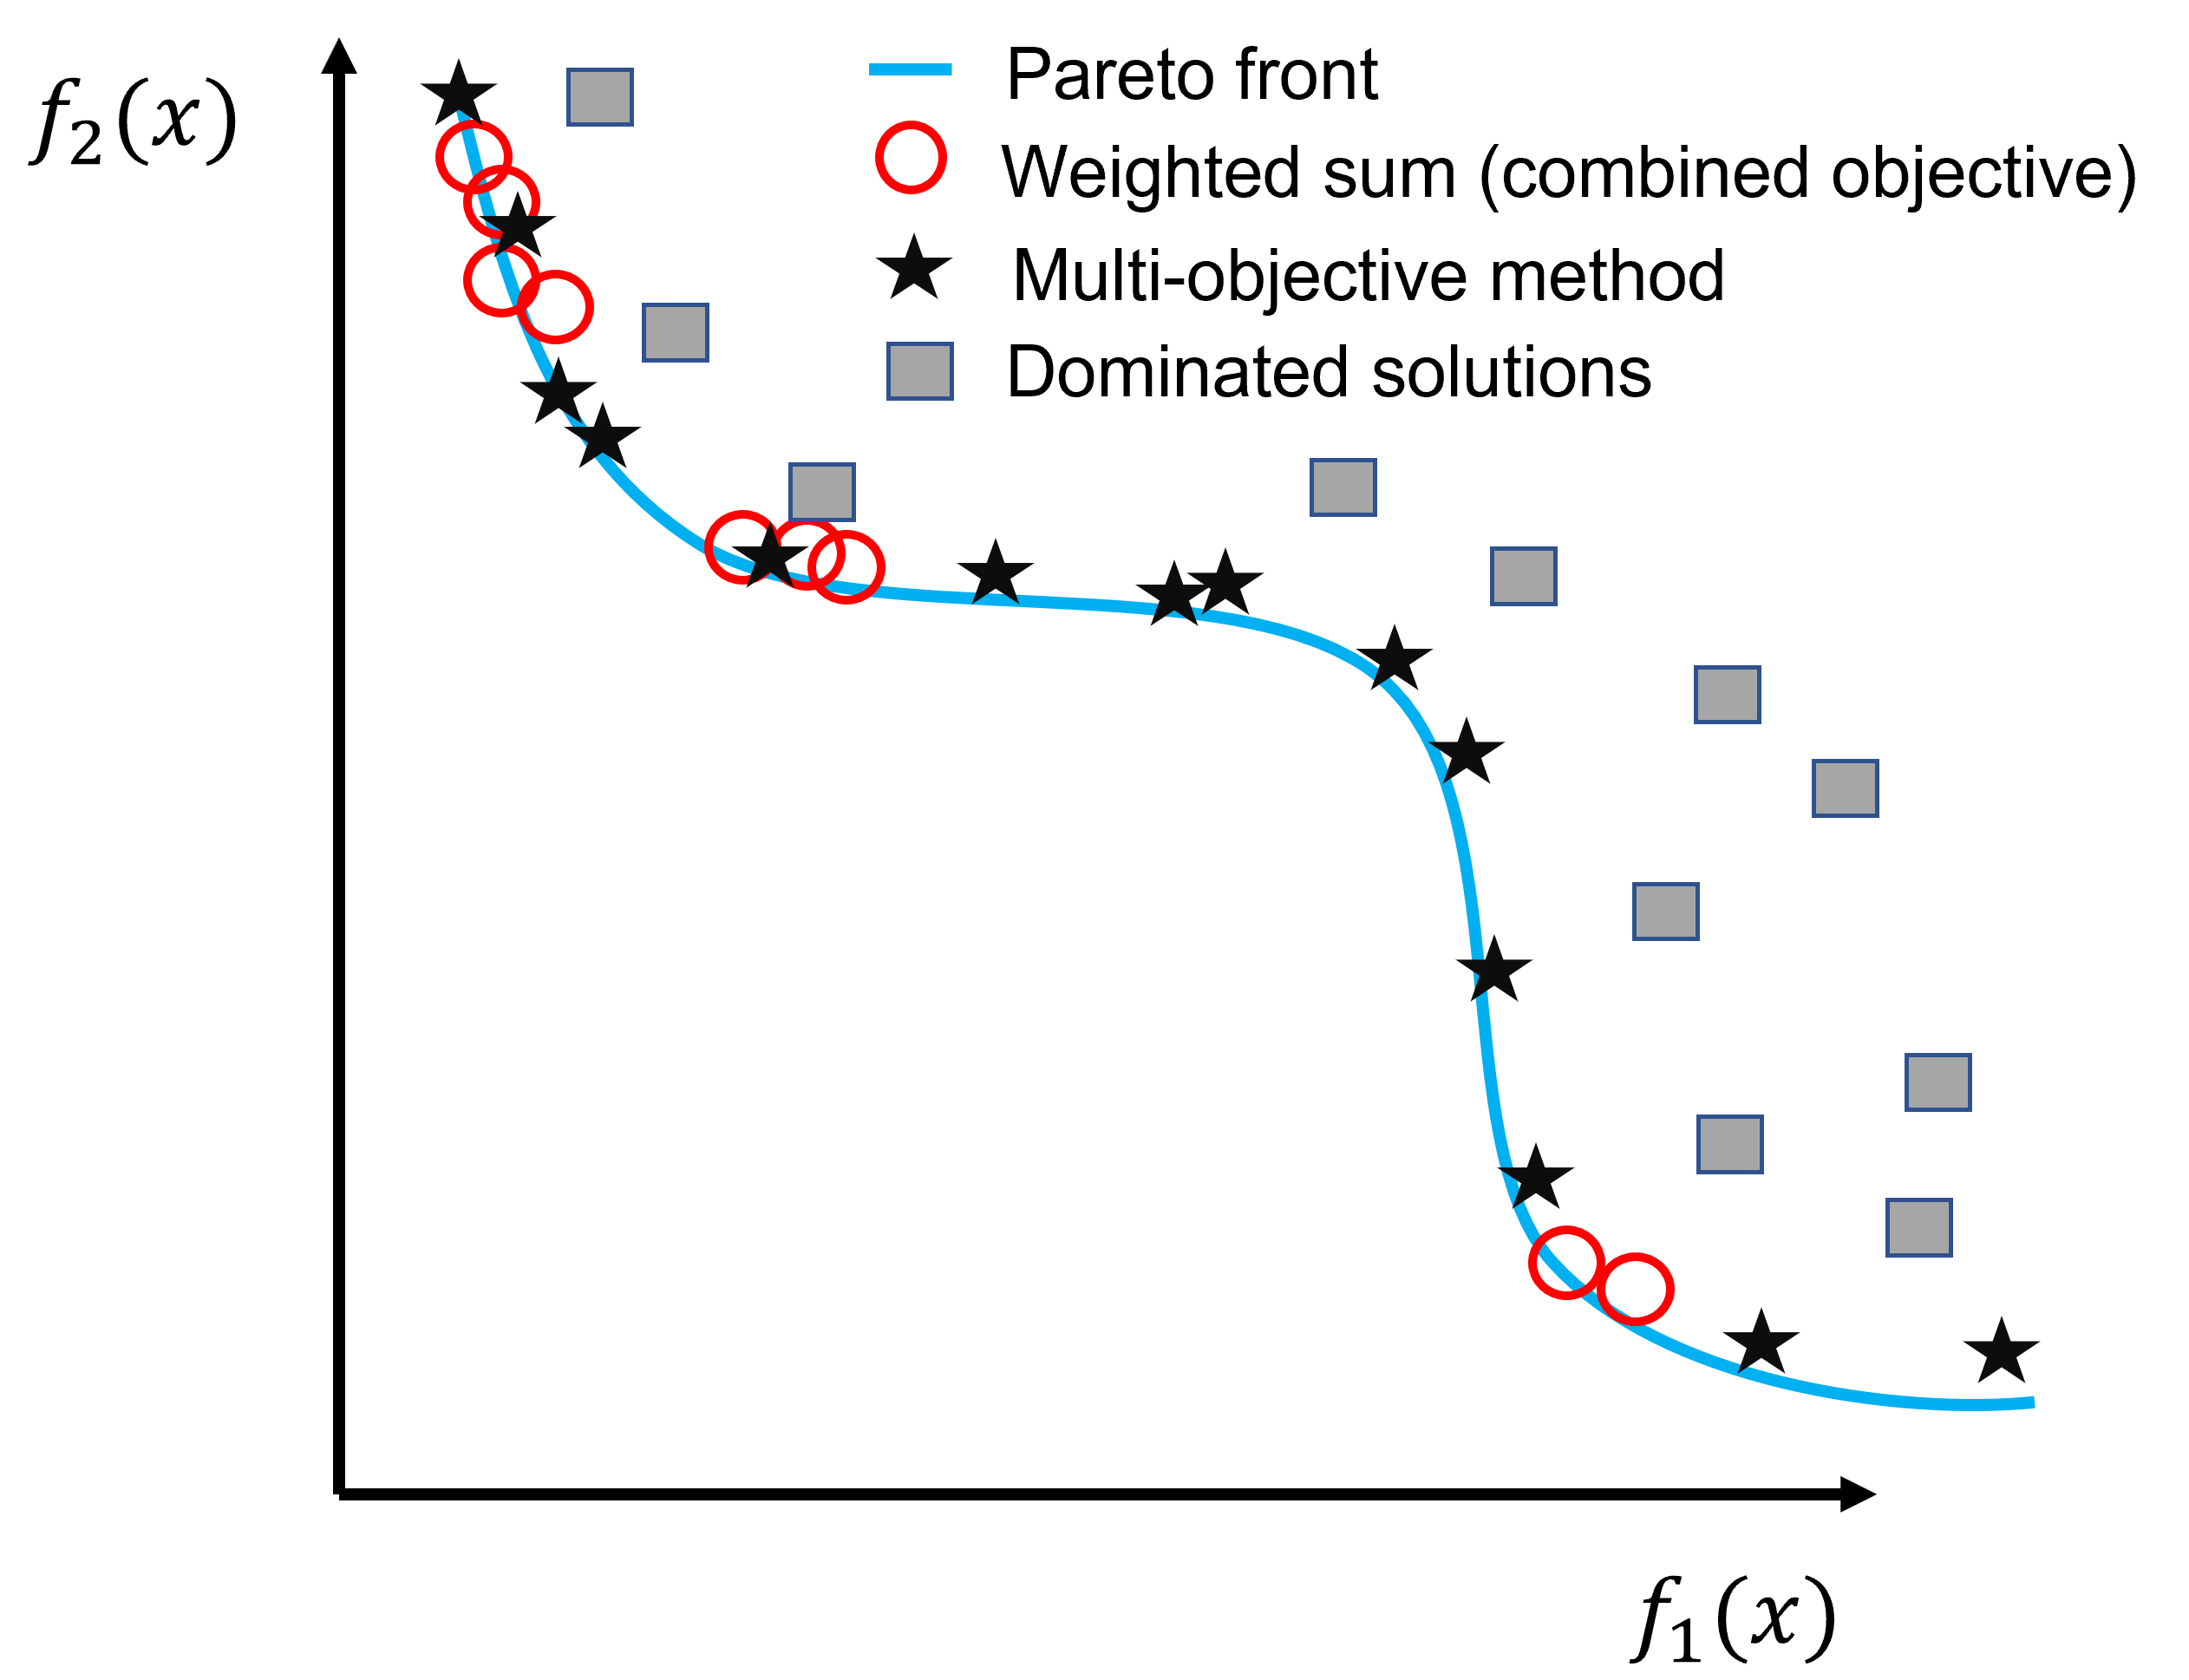 f₂(x)
Pareto front
Weighted sum (combined objective)
Multi-objective method
Dominated solutions
f₁(x)